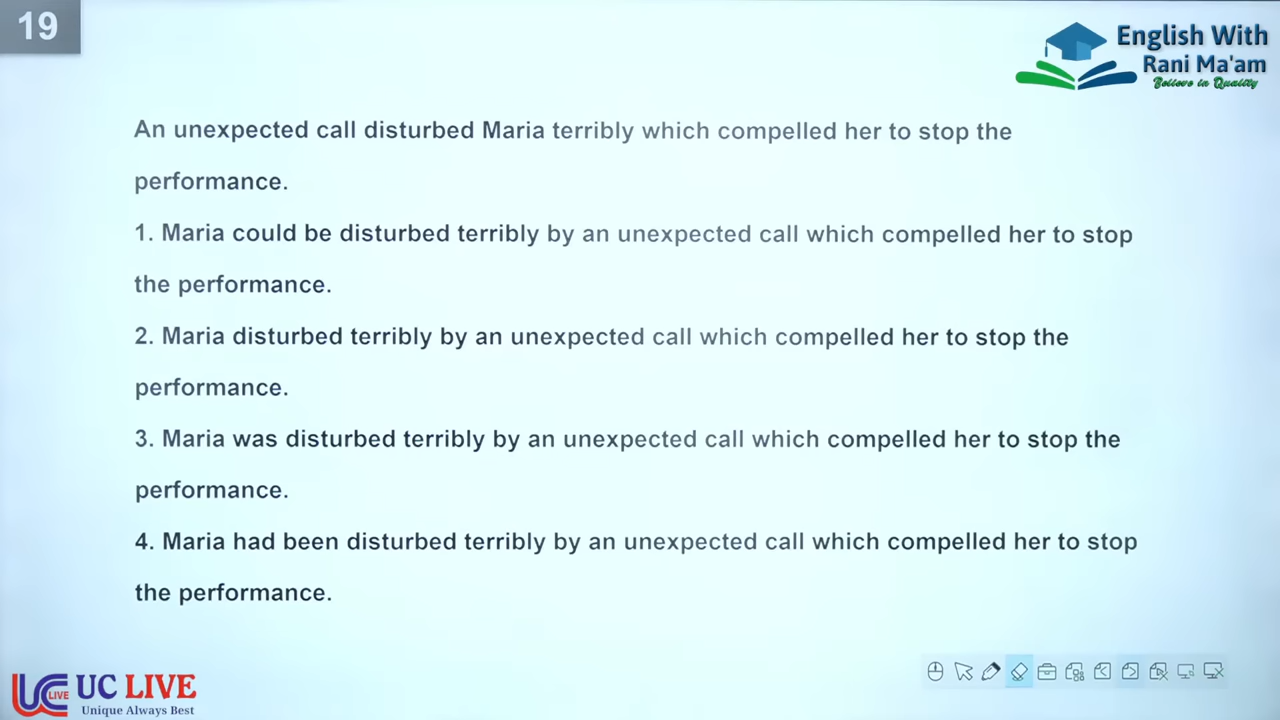 19
English With
Rani Ma'am
Believe in Quality
An unexpected call disturbed Maria terribly which compelled her to stop the
performance.
1. Maria could be disturbed terribly by an unexpected call which compelled her to stop
the performance.
2. Maria disturbed terribly by an unexpected call which compelled her to stop the
performance.
3. Maria was disturbed terribly by an unexpected call which compelled her to stop the
performance.
4. Maria had been disturbed terribly by an unexpected call which compelled her to stop
the performance.
UC LIVE UC LIVE
Unique Always Best